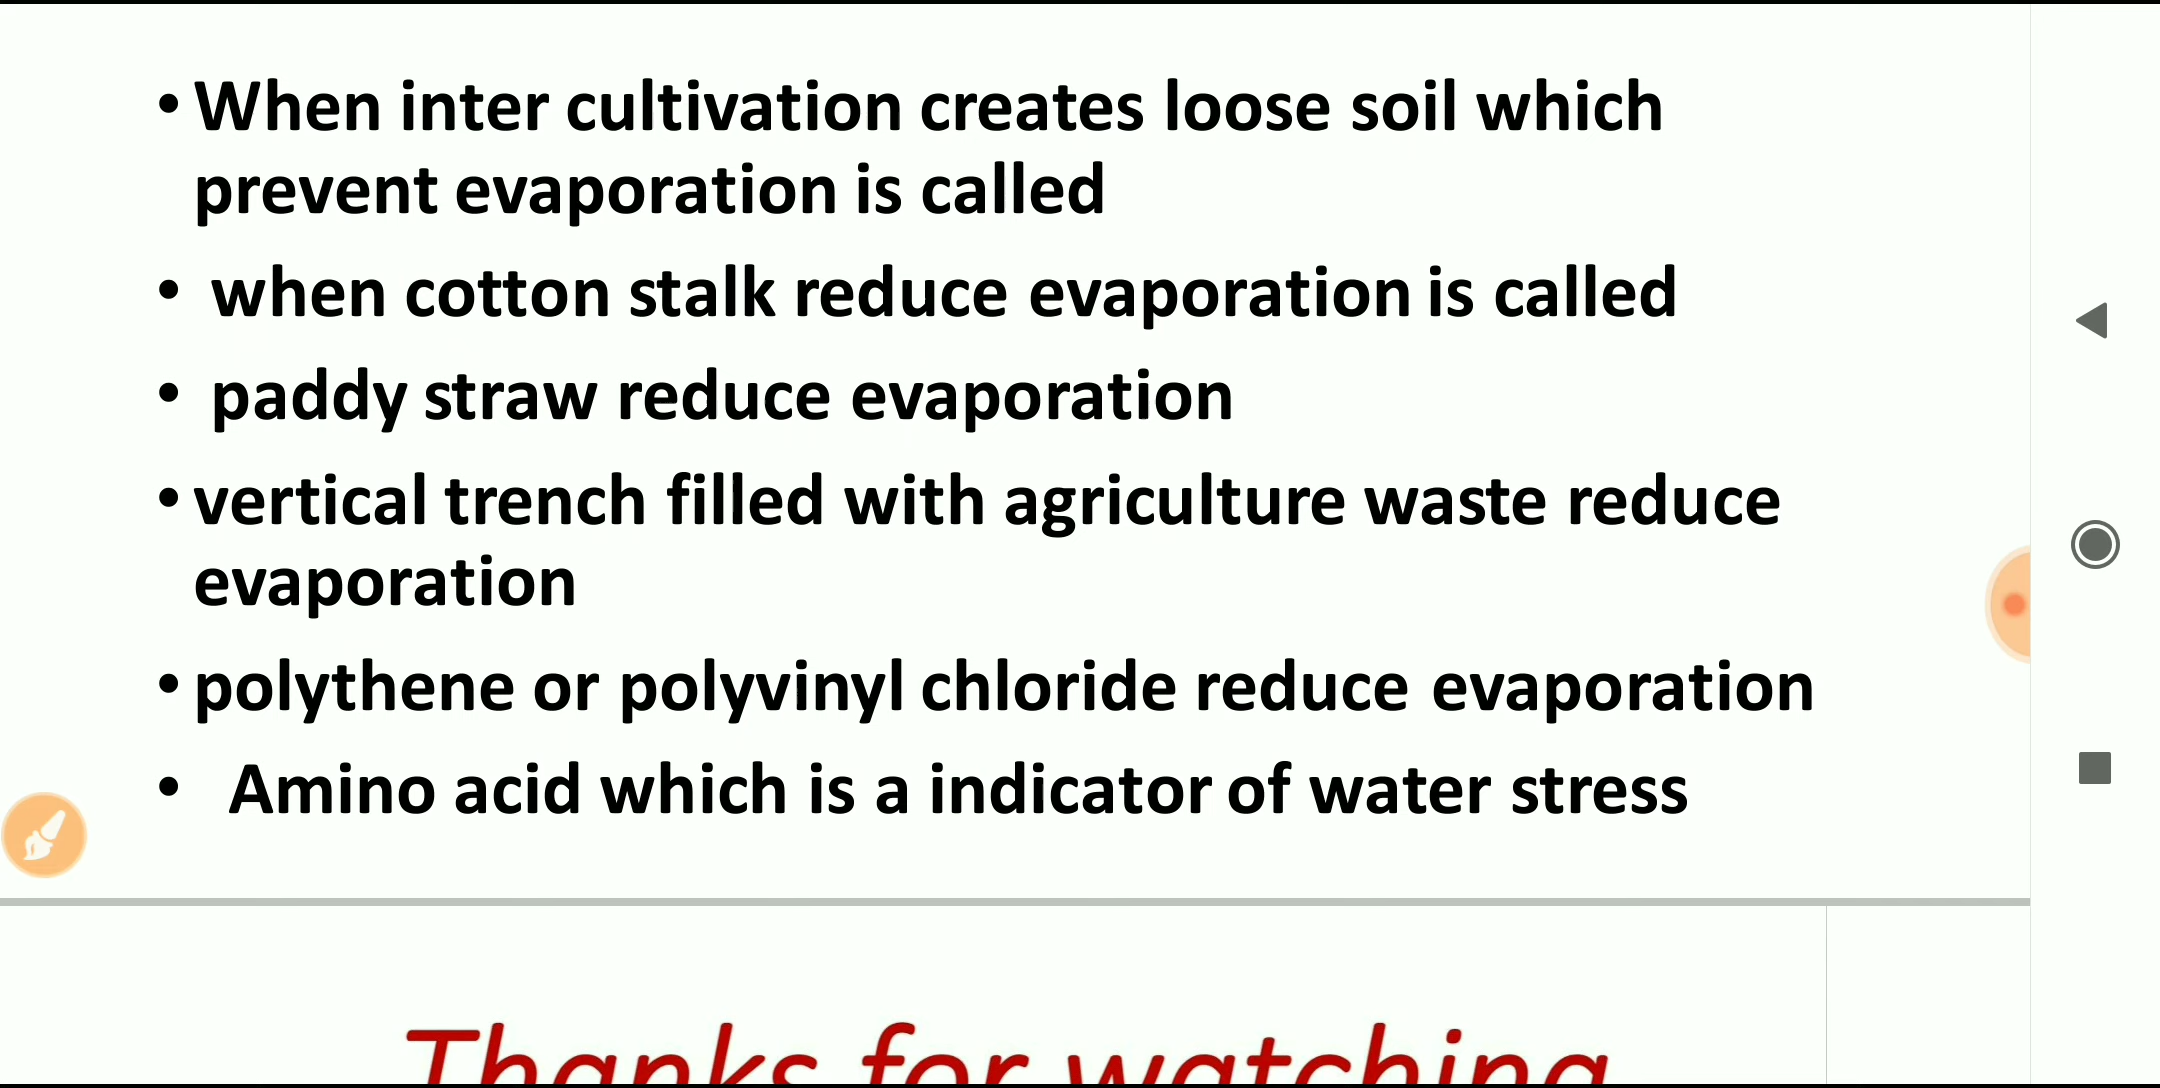 • When inter cultivation creates loose soil which
prevent evaporation is called
• when cotton stalk reduce evaporation is called
• paddy straw reduce evaporation
• vertical trench filled with agriculture waste reduce
evaporation
• polythene or polyvinyl chloride reduce evaporation
• Amino acid which is a indicator of water stress
Thanks for watching